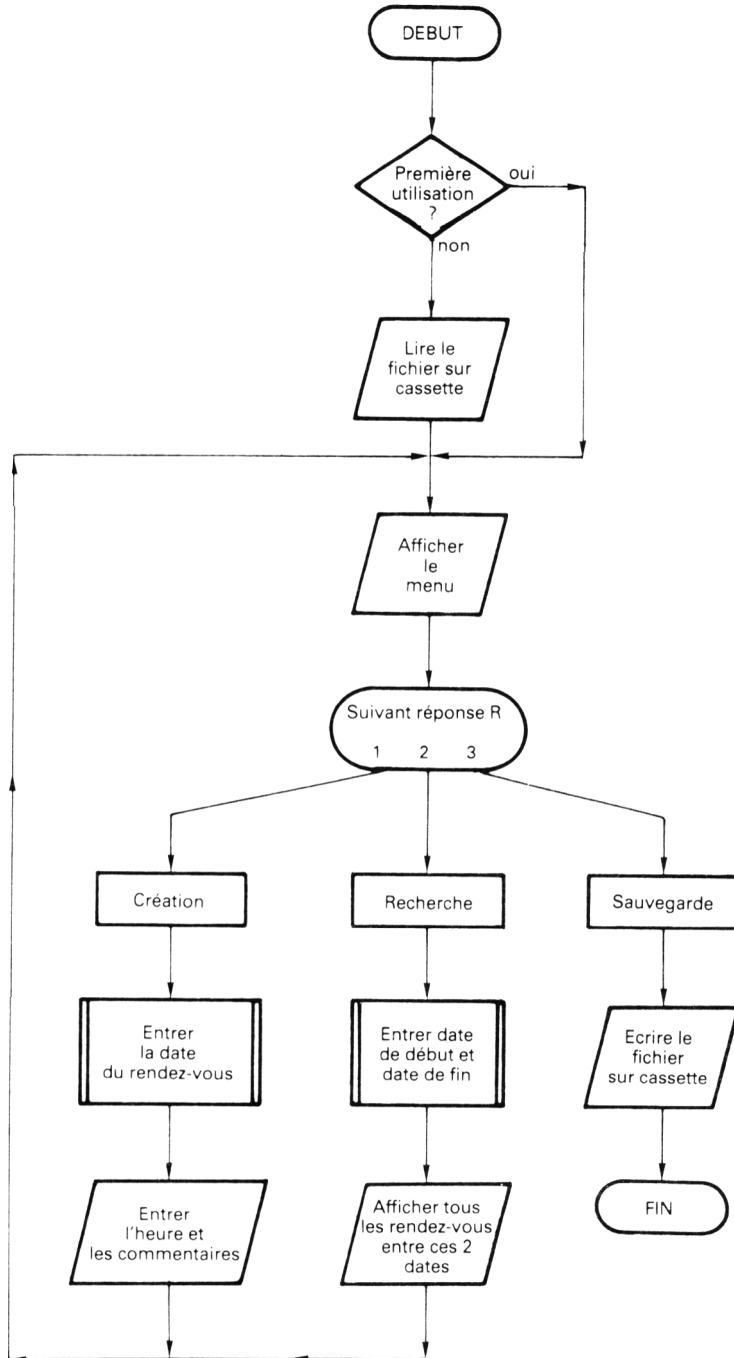 DEBUT
Première
utilisation
?
oui
non
Lire le
fichier sur
cassette
Afficher
le
menu
Suivant réponse R
1 2 3
Création
Recherche
Sauvegarde
Entrer
la date
du rendez-vous
Entrer date
de début et
date de fin
Ecrire le
fichier
sur cassette
Entrer
l'heure et
les commentaires
Afficher tous
les rendez-vous
entre ces 2
dates
FIN